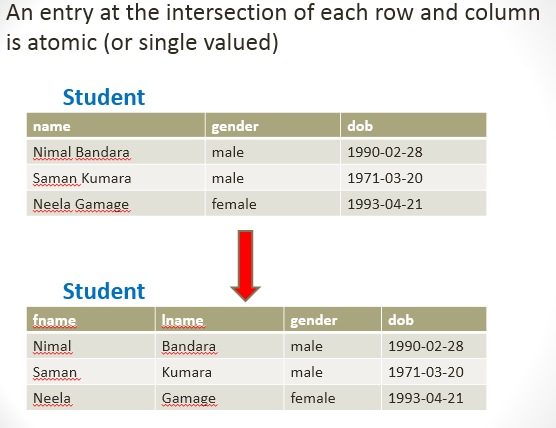 An entry at the intersection of each row and column
is atomic (or single valued)
Student
name gender dob
Nimal Bandara male 1990-02-28
Saman Kumara male 1971-03-20
Neela Gamage female 1993-04-21
Student
fname lname gender dob
Nimal Bandara male 1990-02-28
Saman Kumara male 1971-03-20
Neela Gamage female 1993-04-21